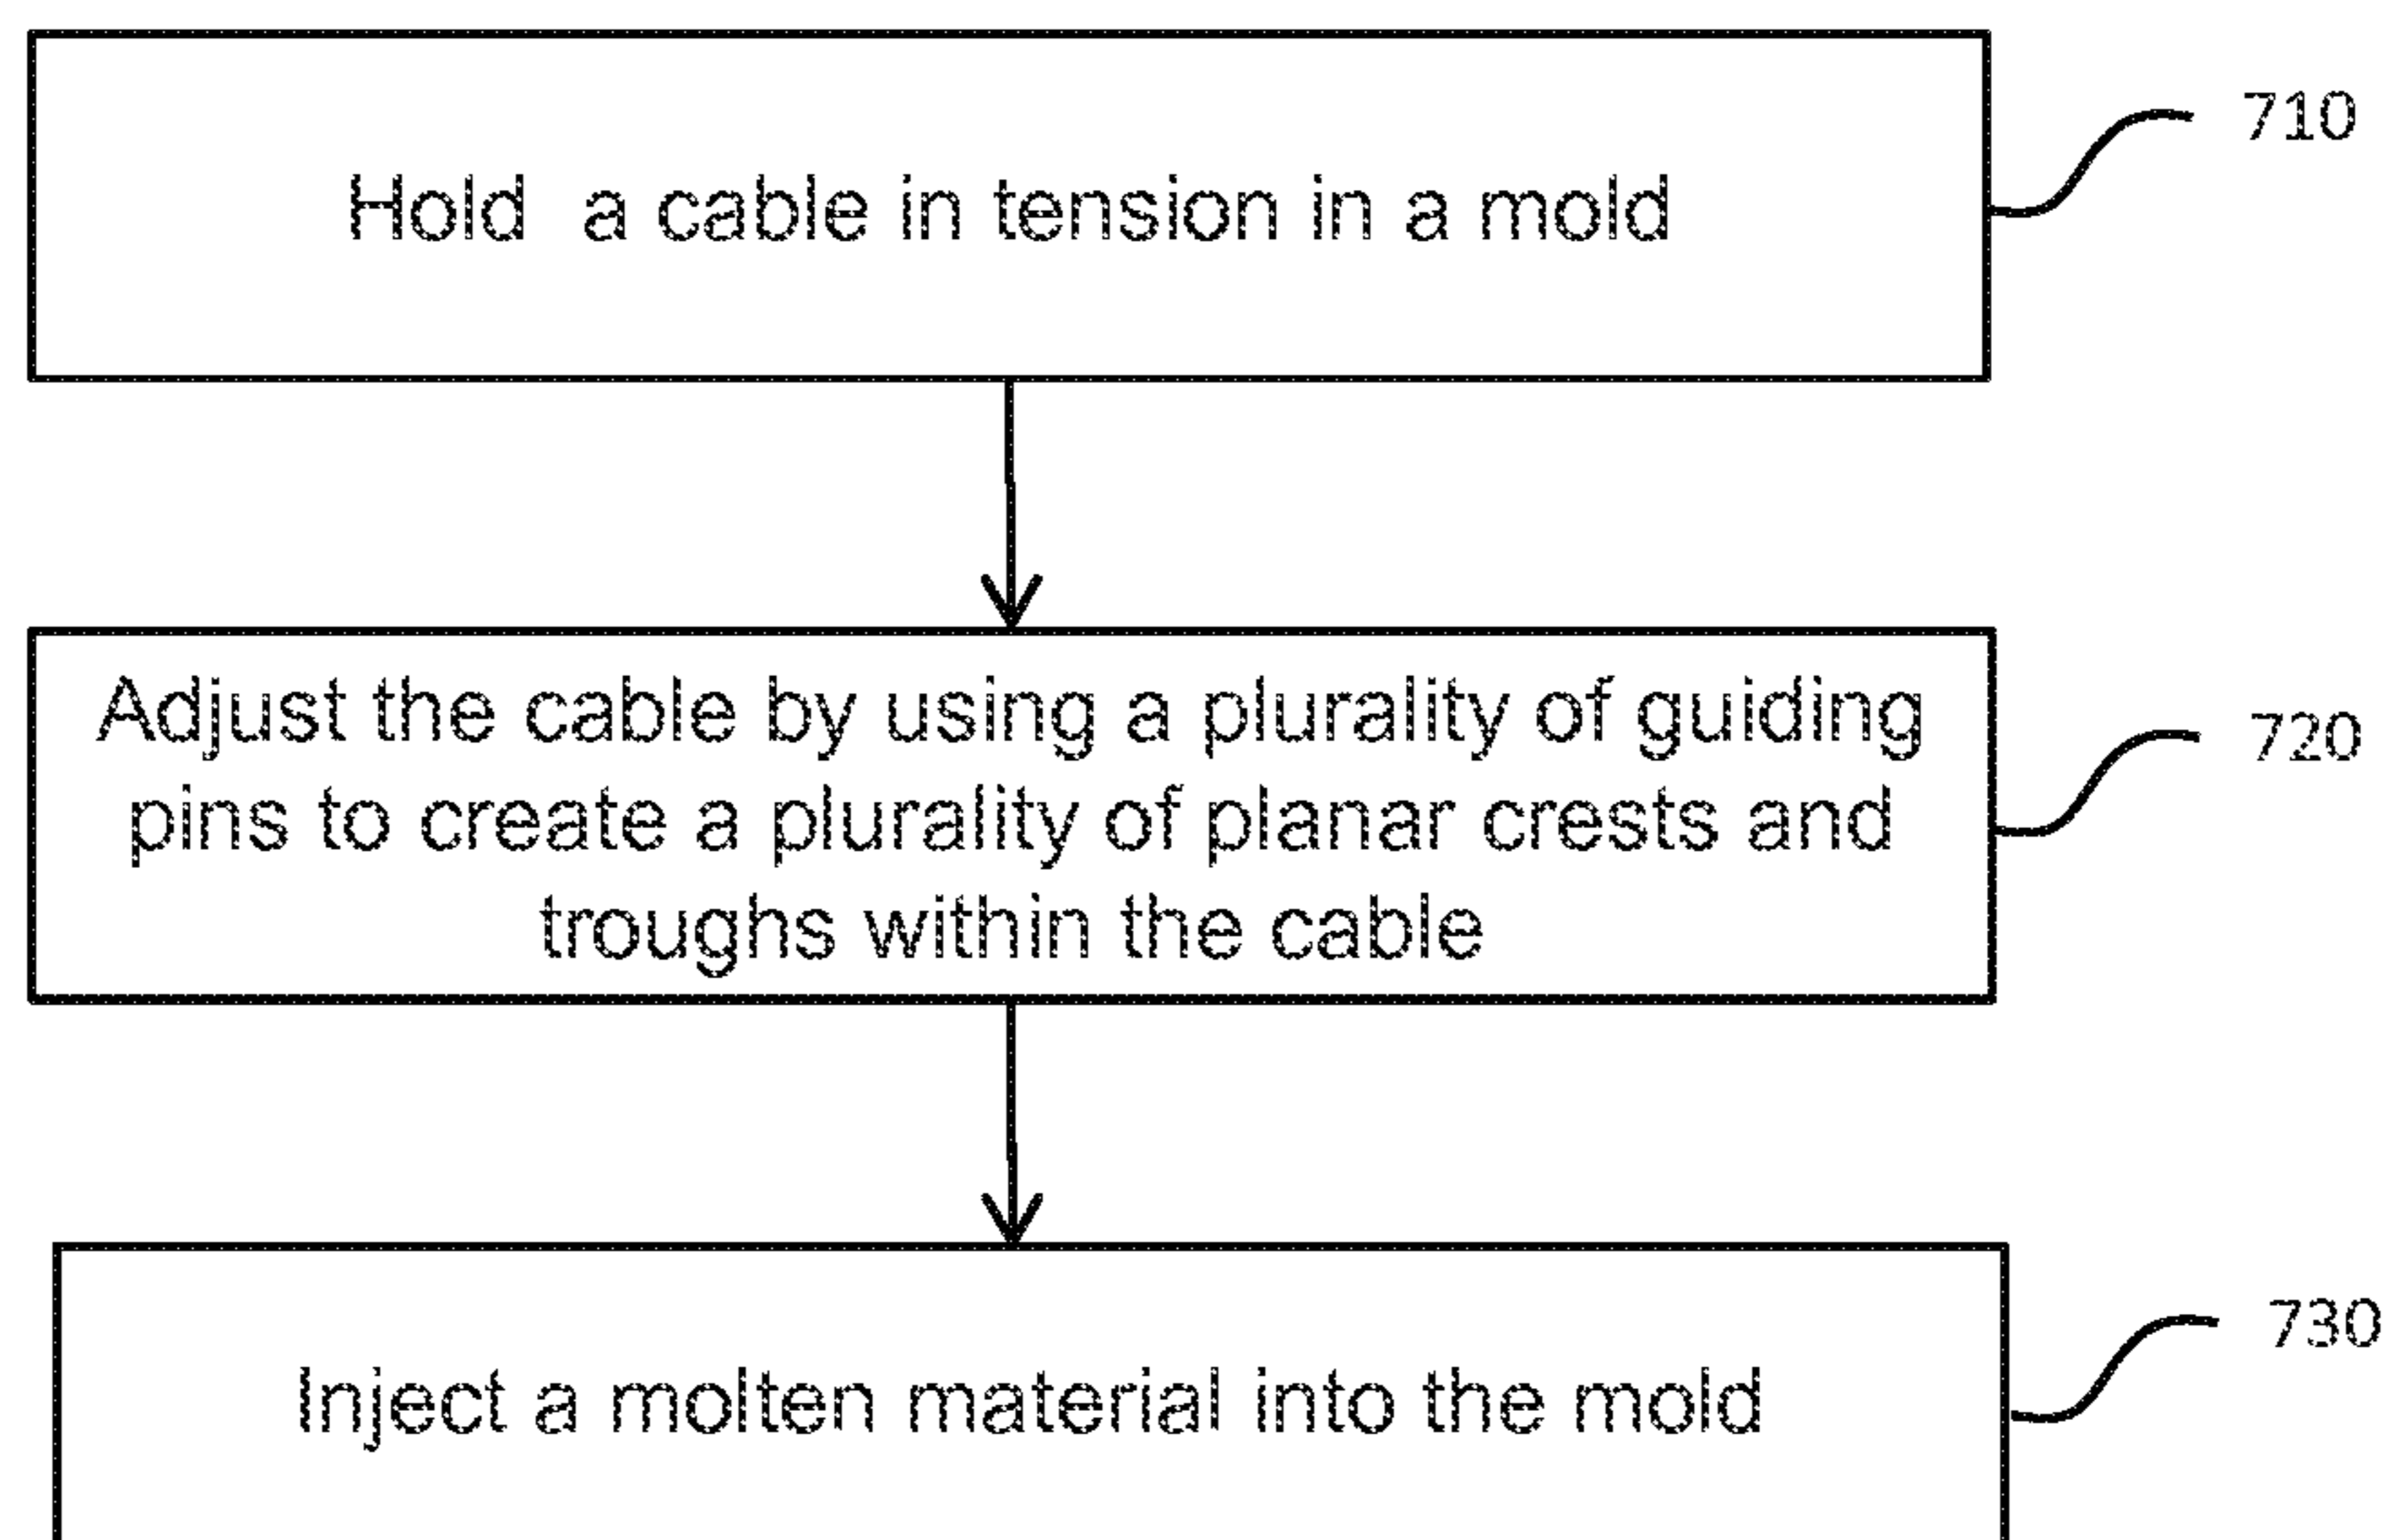 710
Hold a cable in tension in a mold
Adjust the cable by using a plurality of guiding
720
pins to create a plurality of planar crests and
troughs within the cable
730
Inject a molten material into the mold